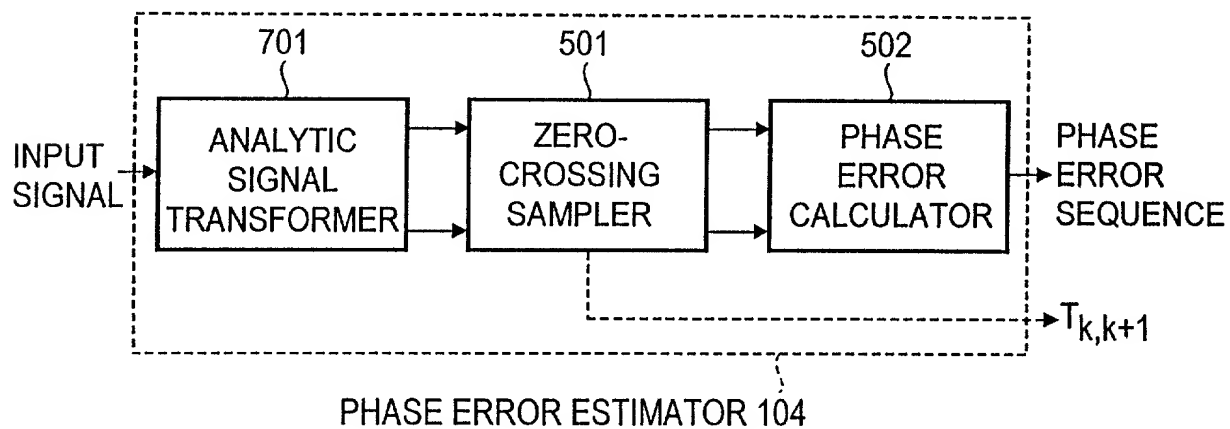 701
501
502
INPUT
SIGNAL
ANALYTIC
SIGNAL
TRANSFORMER
ZERO-
CROSSING
SAMPLER
PHASE
ERROR
CALCULATOR
PHASE
ERROR
SEQUENCE
Tk,k+1
PHASE ERROR ESTIMATOR 104